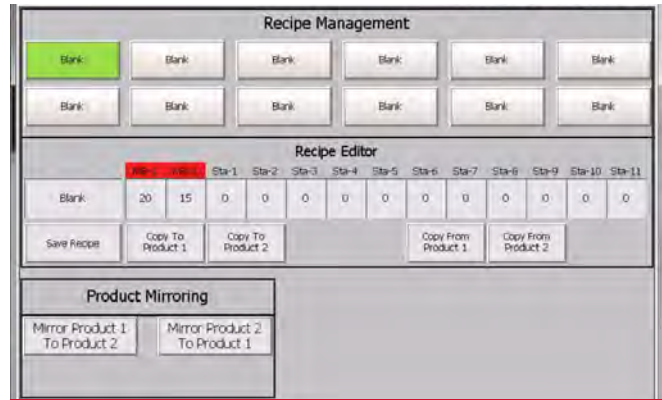 Recipe Management
Blank Blank Blank Blank Blank Blank
Blank Blank Blank Blank Blank Blank
Recipe Editor
Sta-1 Sta-2 Sta-3 Sta-4 Sta-5 Sta-6 Sta-7 Sta-8 Sta-9 Sta-10 Sta-11
Blank 20 15 0 0 0 0 0 0 0 0 0 0 0
Save Recipe Copy To Copy To Copy From Copy From
Product 1 Product 2 Product 1 Product 2
Product Mirroring
Mirror Product 1 Mirror Product 2
To Product 2 To Product 1